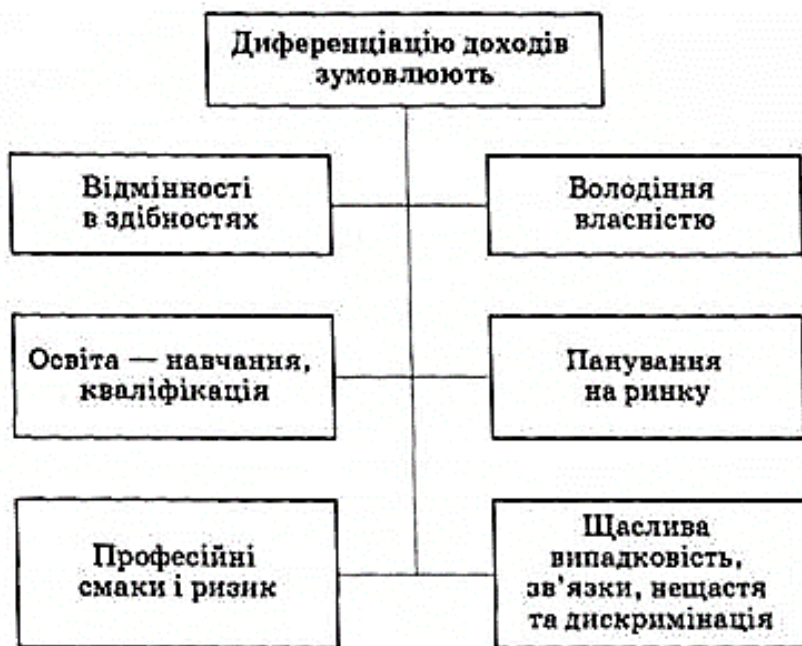 Диференціацію доходів
зумовлюють
Відмінності
в здібностях
Володіння
власністю
Освіта — навчання,
кваліфікація
Панування
на ринку
Професійні
смаки і ризик
Щаслива
випадковість,
зв’язки, нещастя
та дискримінація